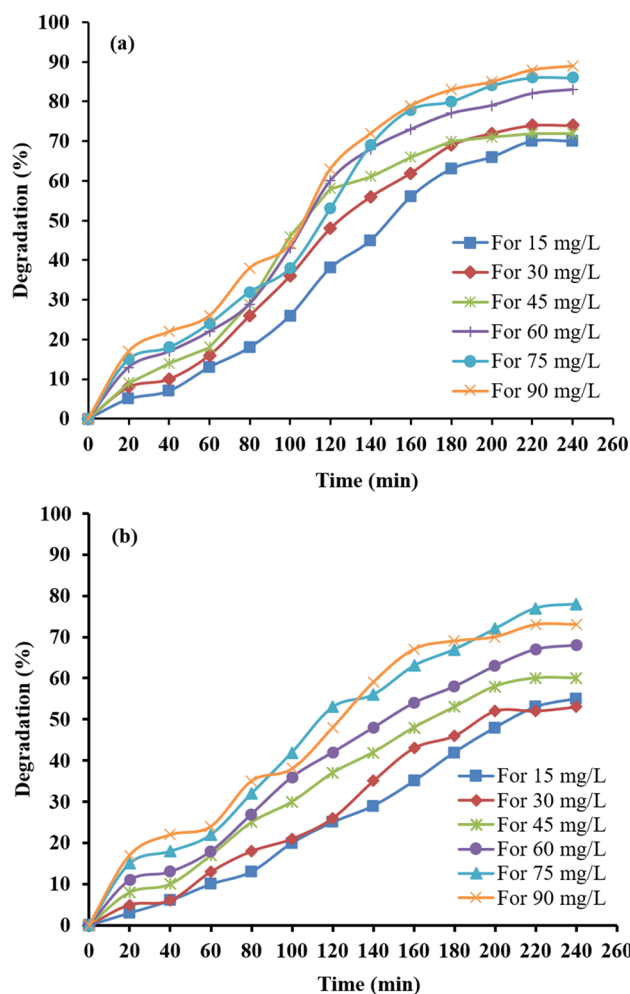 (a)
100
90
80
70
60
50
40
30
20
10
0
Degradation (%)
For 15 mg/L
For 30 mg/L
For 45 mg/L
For 60 mg/L
For 75 mg/L
For 90 mg/L
0 20 40 60 80 100 120 140 160 180 200 220 240 260
Time (min)
(b)
100
90
80
70
60
50
40
30
20
10
0
Degradation (%)
For 15 mg/L
For 30 mg/L
For 45 mg/L
For 60 mg/L
For 75 mg/L
For 90 mg/L
0 20 40 60 80 100 120 140 160 180 200 220 240 260
Time (min)